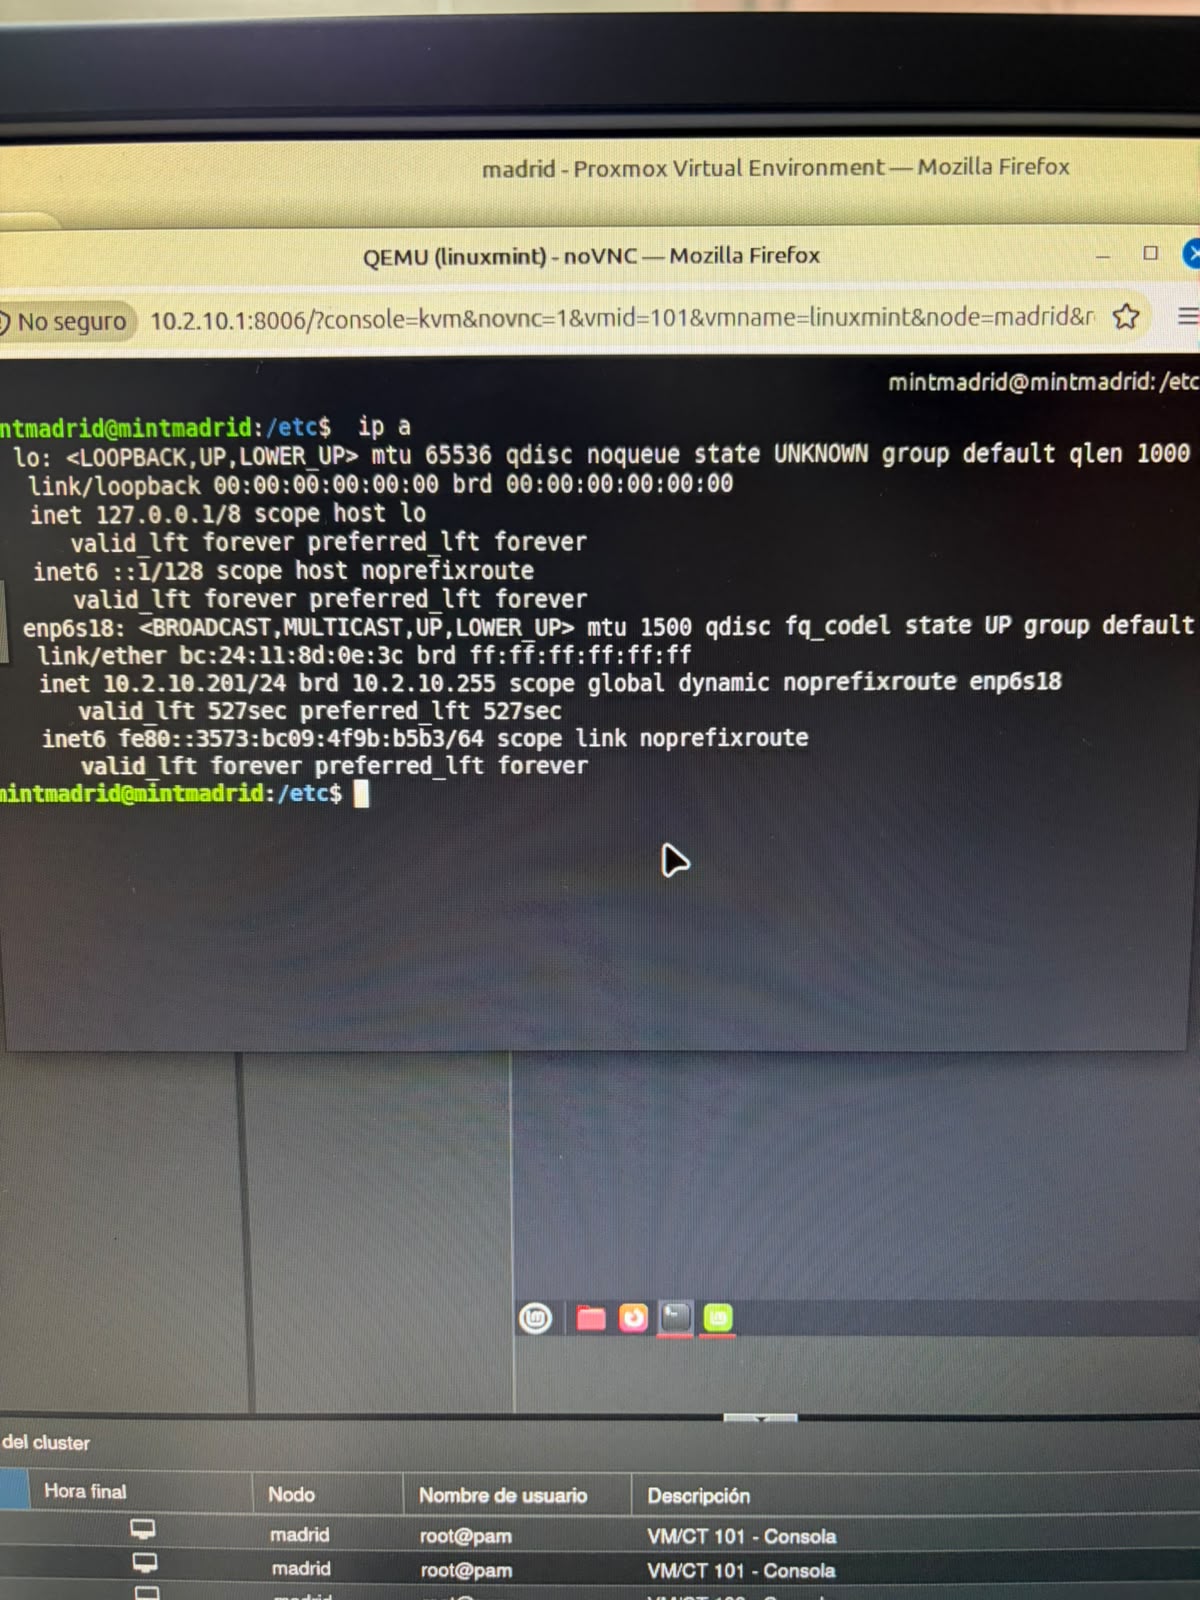 madrid - Proxmox Virtual Environment — Mozilla Firefox
QEMU (linuxmint) - noVNC — Mozilla Firefox
No seguro 10.2.10.1:8006/?console=kvm&novnc=1&vmid=101&vmname=linuxmint&node=madrid&r
mintmadrid@mintmadrid: /etc
ntmadrid@mintmadrid:/etc$ ip a
lo: <LOOPBACK,UP,LOWER_UP> mtu 65536 qdisc noqueue state UNKNOWN group default qlen 1000
link/loopback 00:00:00:00:00:00 brd 00:00:00:00:00:00
inet 127.0.0.1/8 scope host lo
valid_lft forever preferred_lft forever
inet6 ::1/128 scope host noprefixroute
valid_lft forever preferred_lft forever
enp6s18: <BROADCAST,MULTICAST,UP,LOWER_UP> mtu 1500 qdisc fq_codel state UP group default
link/ether bc:24:11:8d:0e:3c brd ff:ff:ff:ff:ff:ff
inet 10.2.10.201/24 brd 10.2.10.255 scope global dynamic noprefixroute enp6s18
valid_lft 527sec preferred_lft 527sec
inet6 fe80::3573:bc09:4f9b:b5b3/64 scope link noprefixroute
valid_lft forever preferred_lft forever
mintmadrid@mintmadrid:/etc$
del cluster
Hora final Nodo Nombre de usuario Descripción
madrid root@pam VM/CT 101 - Consola
madrid root@pam VM/CT 101 - Consola